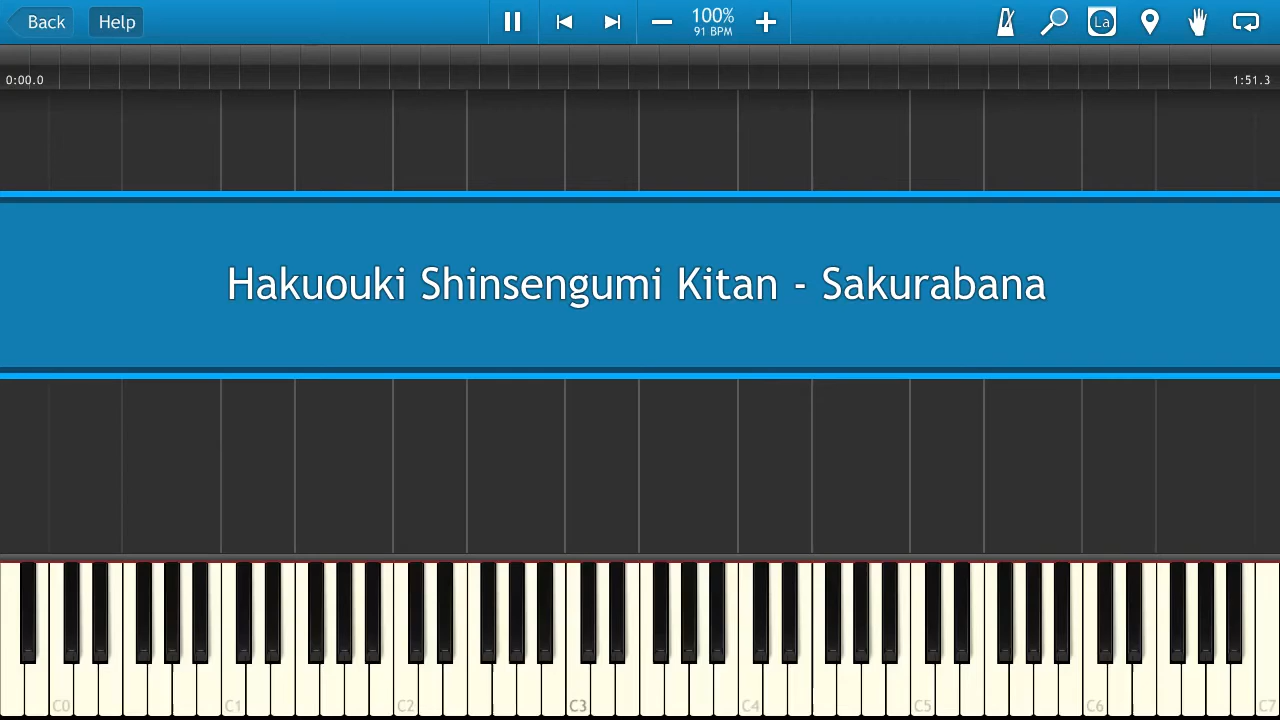 Back Help 100% La
91 BPM
0:00.0 1:51.3
Hakuouki Shinsengumi Kitan - Sakurabana
C0 C1 C2 C3 C4 C5 C6 C7